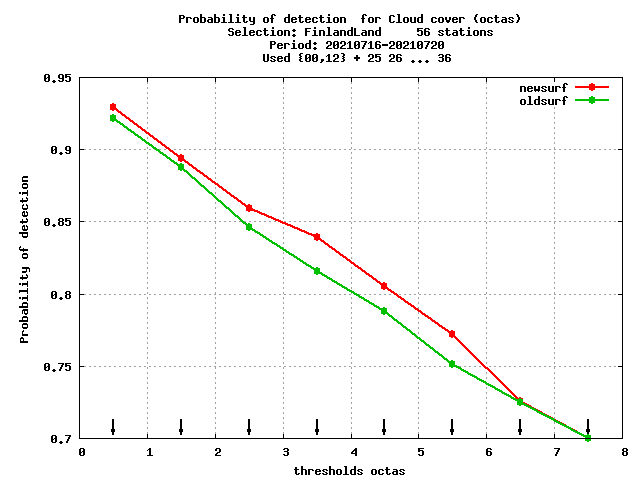 Probability of detection  for Cloud cover (octas)
Selection: FinlandLand     56 stations
Period: 20210716-20210720
Used {00,12} + 25 26 ... 36
newsurf
oldsurf
Probability of detection
0.95
0.9
0.85
0.8
0.75
0.7
0 1 2 3 4 5 6 7 8
thresholds octas